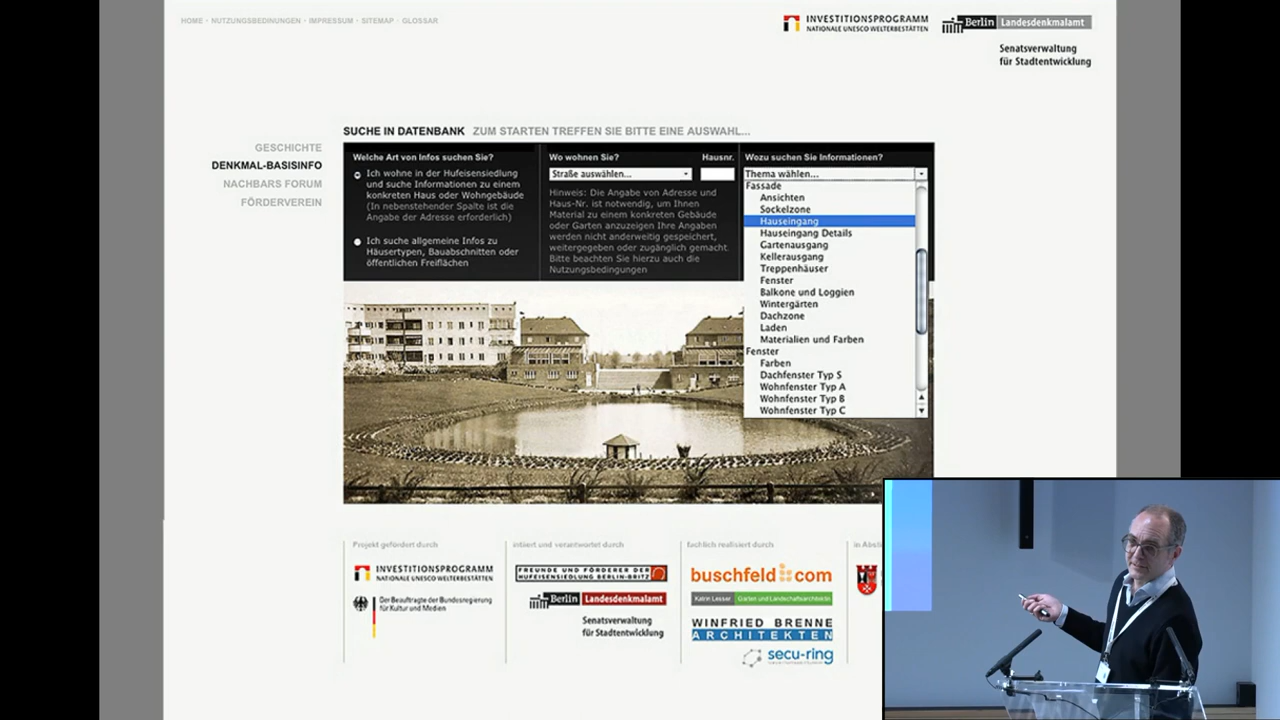 HOME · NUTZUNGSBEDINUNGEN · IMPRESSUM · SITEMAP · GLOSSAR
INVESTITIONSPROGRAMM
NATIONALE UNESCO WELTERBESTÄTTEN
Berlin Landesdenkmalamt
Senatsverwaltung
für Stadtentwicklung
SUCHE IN DATENBANK ZUM STARTEN TREFFEN SIE BITTE EINE AUSWAHL...
GESCHICHTE
DENKMAL-BASISINFO
NACHBARS FORUM
FÖRDERVEREIN
Welche Art von Infos suchen Sie?
Ich wohne in der Hufeisensiedlung
und suche Informationen zu einem
konkreten Haus oder Wohngebäude
(In nebenstehender Spalte ist die
Angabe der Adresse erforderlich)
Ich suche allgemeine Infos zu
Häusertypen, Bauabschnitten oder
öffentlichen Freiflächen
Wo wohnen Sie? Hausnr.
Straße auswählen...
Hinweis: Die Angabe von Adresse und
Haus-Nr. ist notwendig, um Ihnen
Material zu einem konkreten Gebäude
oder Garten anzuzeigen Ihre Angaben
werden nicht anderweitig gespeichert,
weitergegeben oder zugänglich gemacht.
Bitte beachten Sie hierzu auch die
Nutzungsbedingungen
Wozu suchen Sie Informationen?
Thema wählen...
Fassade
Ansichten
Sockelzone
Hauseingang
Hauseingang Details
Gartenausgang
Kellerausgang
Treppenhäuser
Fenster
Balkone und Loggien
Wintergärten
Dachzone
Laden
Materialien und Farben
Fenster
Farben
Dachfenster Typ S
Wohnfenster Typ A
Wohnfenster Typ B
Wohnfenster Typ C
Projekt gefördert durch
INVESTITIONSPROGRAMM
NATIONALE UNESCO WELTERBESTÄTTEN
Der Beauftragte der Bundesregierung
für Kultur und Medien
initiiert und verantwortet durch
FREUNDE UND FÖRDERER DER
HUFEISENSIEDLUNG BERLIN-BRITZ
Berlin Landesdenkmalamt
Senatsverwaltung
für Stadtentwicklung
fachlich realisiert durch
buschfeld com
Katrin Lesser Garten und Landschaftsarchitektin
WINFRIED BRENNE
ARCHITEKTEN
secu-ring